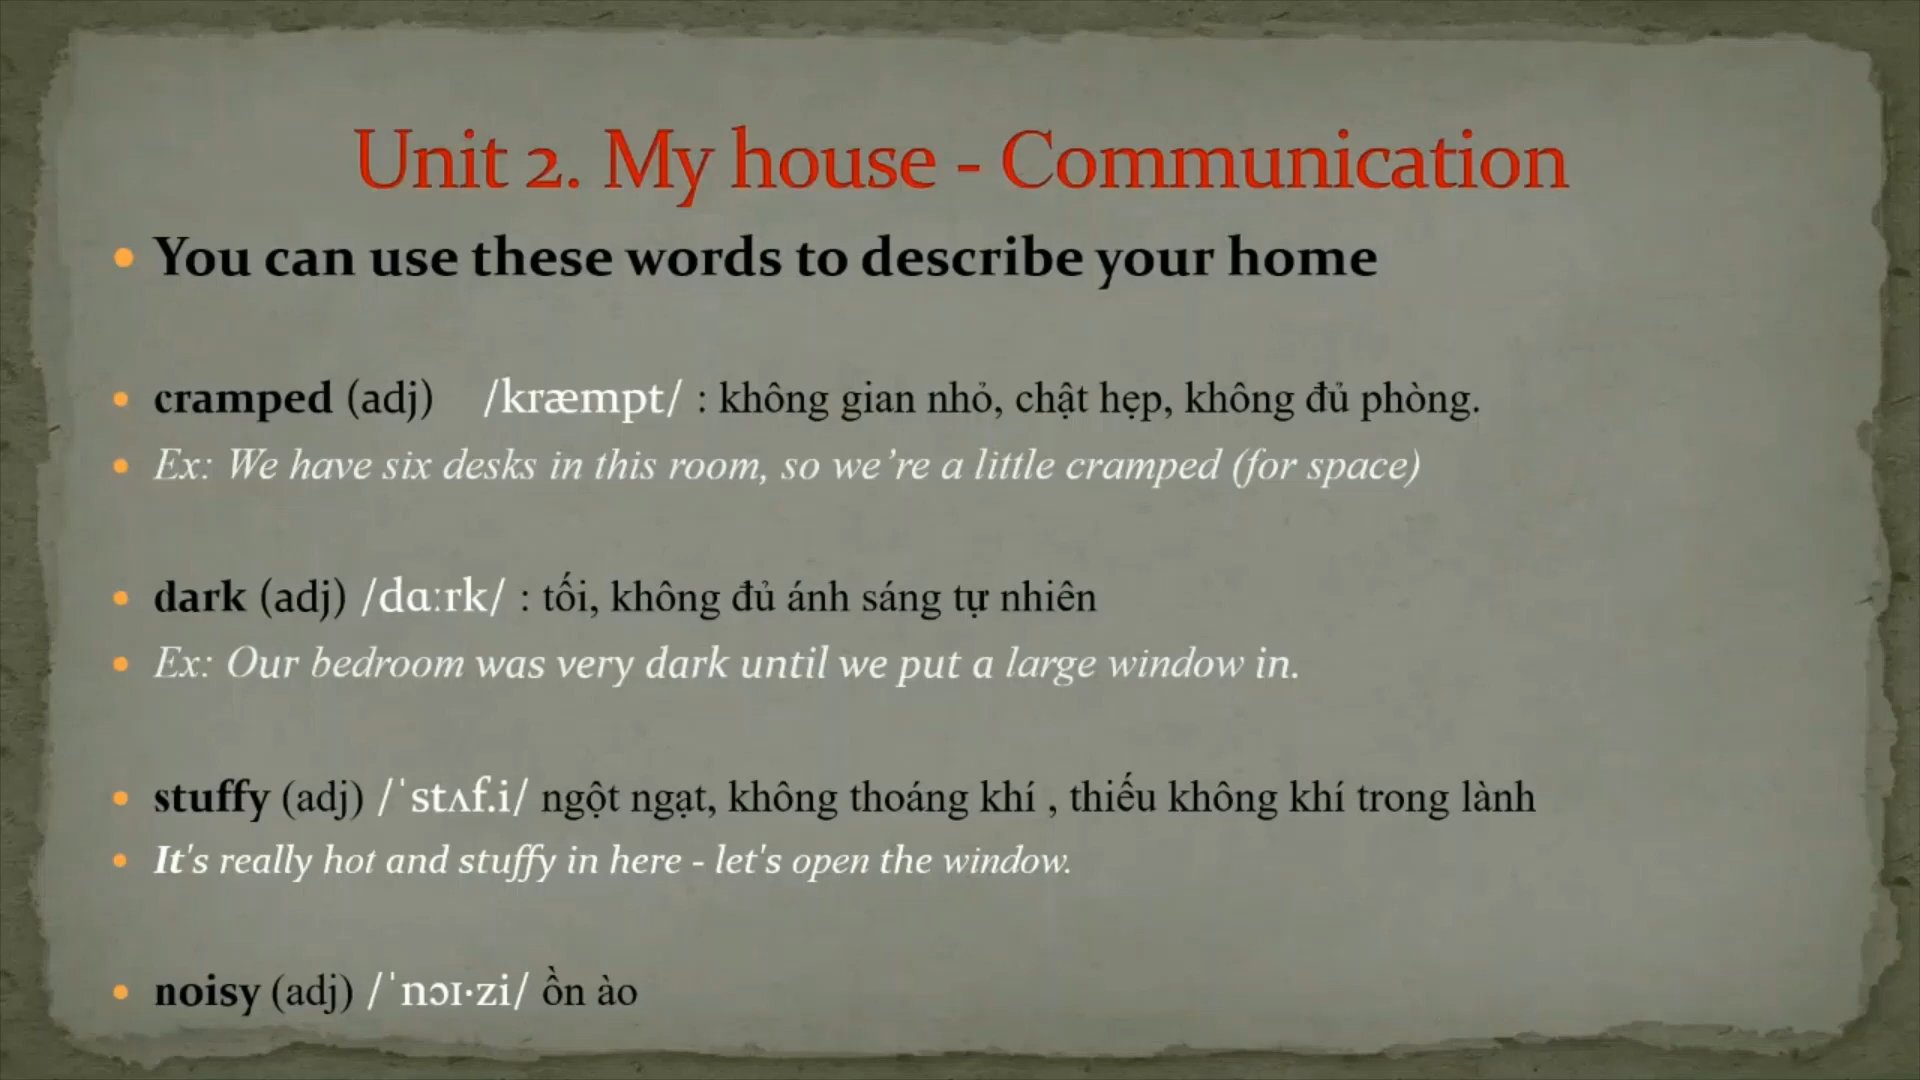 Unit 2. My house - Communication
You can use these words to describe your home
cramped (adj) /kræmpt/ : không gian nhỏ, chật hẹp, không đủ phòng.
Ex: We have six desks in this room, so we’re a little cramped (for space)
dark (adj) /dɑːrk/ : tối, không đủ ánh sáng tự nhiên
Ex: Our bedroom was very dark until we put a large window in.
stuffy (adj) /ˈstʌf.i/ ngột ngạt, không thoáng khí , thiếu không khí trong lành
It's really hot and stuffy in here - let's open the window.
noisy (adj) /ˈnɔɪ·zi/ ồn ào